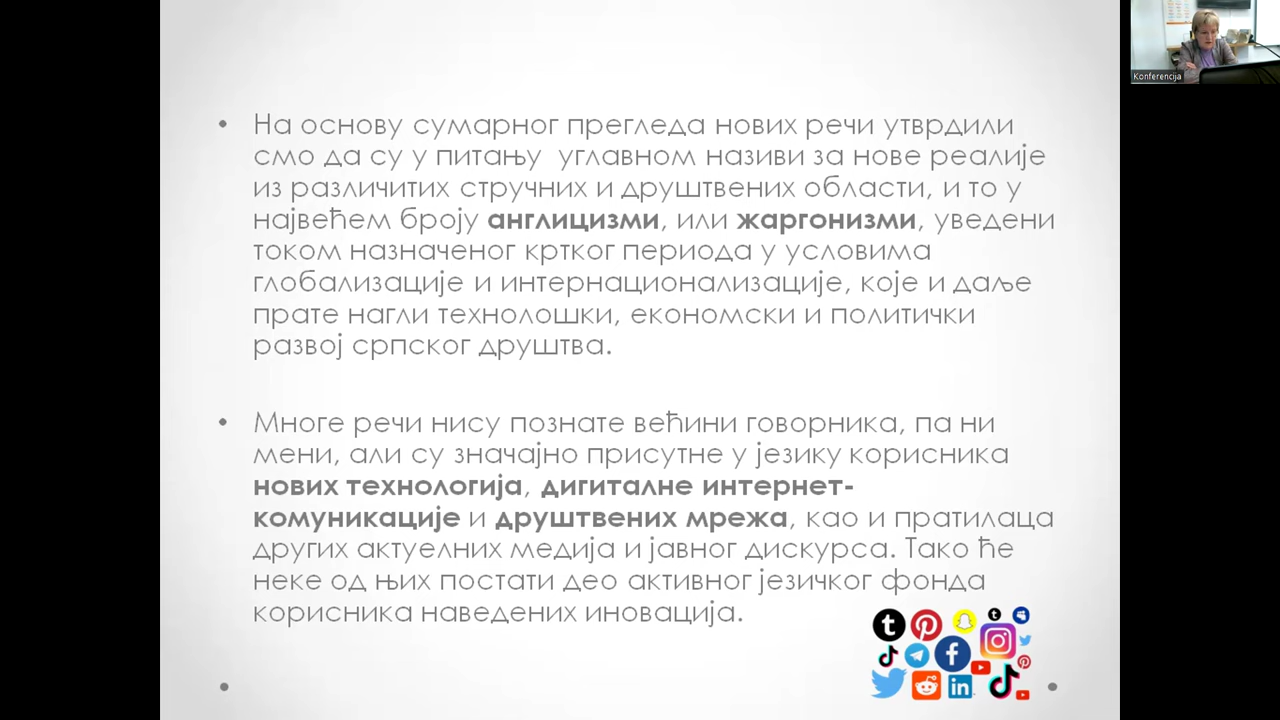 • На основу сумарног прегледа нових речи утврдили
смо да су у питању углавном називи за нове реалије
из различитих стручних и друштвених области, и то у
највећем броју англицизми, или жаргонизми, уведени
током назначеног кртког периода у условима
глобализације и интернационализације, које и даље
прате нагли технолошки, економски и политички
развој српског друштва.
• Многе речи нису познате већини говорника, па ни
мени, али су значајно присутне у језику корисника
нових технологија, дигиталне интернет-
комуникације и друштвених мрежа, као и пратилаца
других актуелних медија и јавног дискурса. Тако ће
неке од њих постати део активног језичког фонда
корисника наведених иновација.
Konferencija